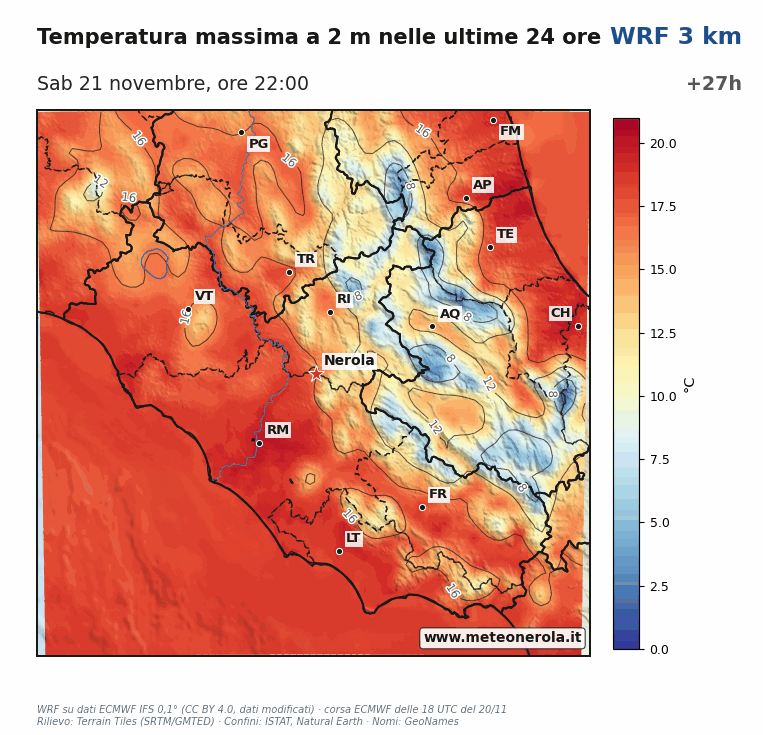 Temperatura massima a 2 m nelle ultime 24 ore WRF 3 km
Sab 21 novembre, ore 22:00 +27h
16 16 FM
PG 16
12 8
16 AP
TE
TR
VT RI 8 AQ 8 CH
16
Nerola 8
12 8
12
RM
8
FR
16
LT
16
www.meteonerola.it
20.0
17.5
15.0
12.5
10.0
7.5
5.0
2.5
0.0
°C
WRF su dati ECMWF IFS 0,1° (CC BY 4.0, dati modificati) · corsa ECMWF delle 18 UTC del 20/11
Rilievo: Terrain Tiles (SRTM/GMTED) · Confini: ISTAT, Natural Earth · Nomi: GeoNames